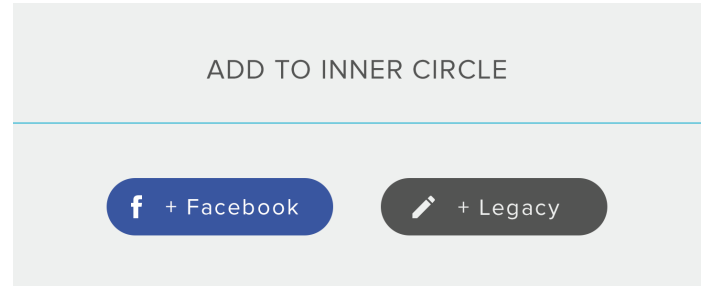 ADD TO INNER CIRCLE
+ Facebook
+ Legacy